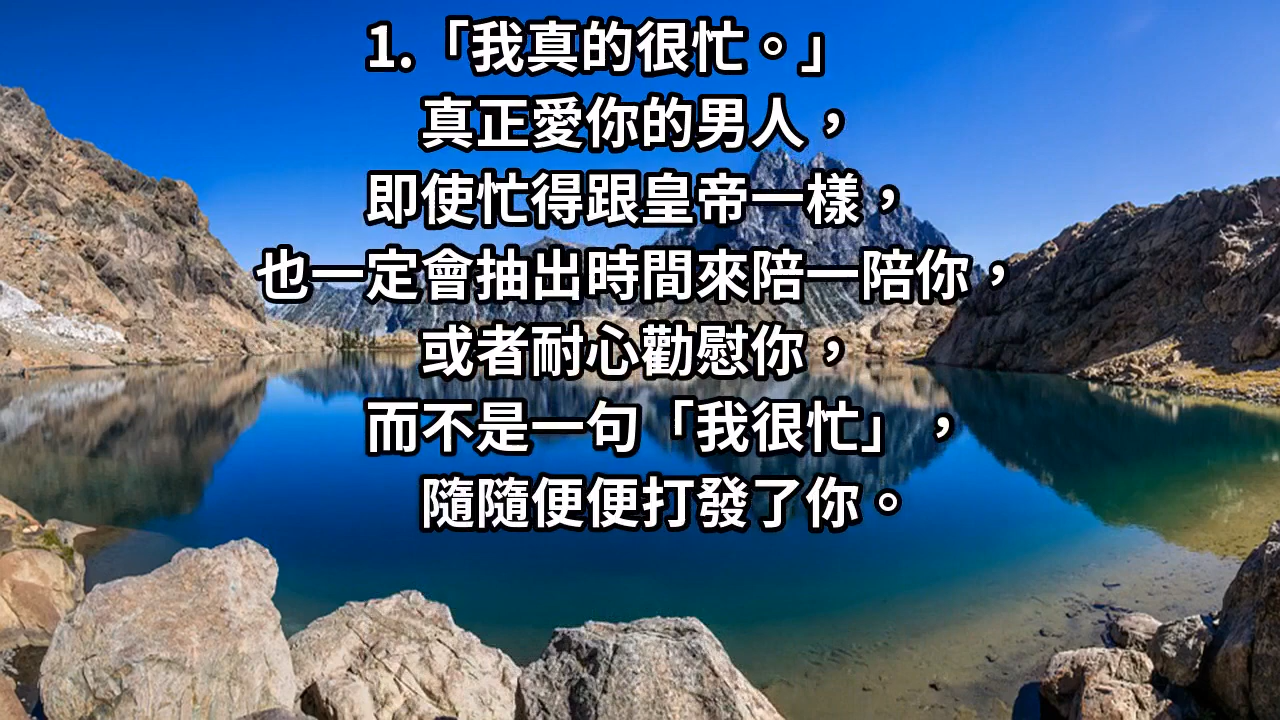 1.「我真的很忙。」
真正愛你的男人，
即使忙得跟皇帝一樣，
也一定會抽出時間來陪一陪你，
或者耐心勸慰你，
而不是一句「我很忙」，
隨隨便便打發了你。